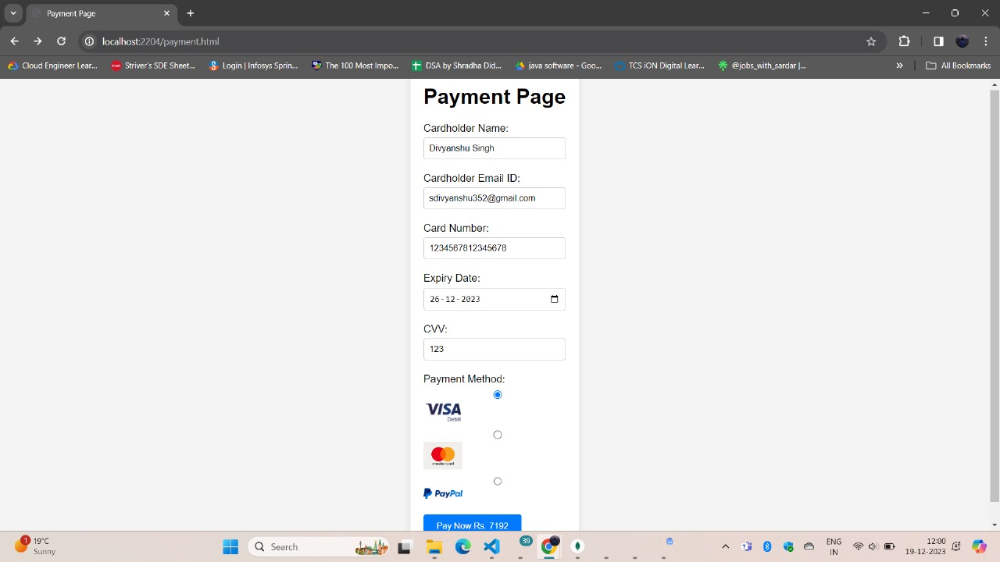 Payment Page
localhost:2204/payment.html
Cloud Engineer Lear... Striver's SDE Sheet... Login | Infosys Sprin... The 100 Most Impo... DSA by Shradha Did... java software - Goo... TCS iON Digital Lear... @jobs_with_sardar |... » All Bookmarks
Payment Page
Cardholder Name:
Divyanshu Singh
Cardholder Email ID:
sdivyanshu352@gmail.com
Card Number:
1234567812345678
Expiry Date:
26-12-2023
CVV:
123
Payment Method:
VISA
Debit
mastercard
PayPal
Pay Now Rs. 7192
1 19°C
Sunny
Search
39
ENG
IN
12:00
19-12-2023